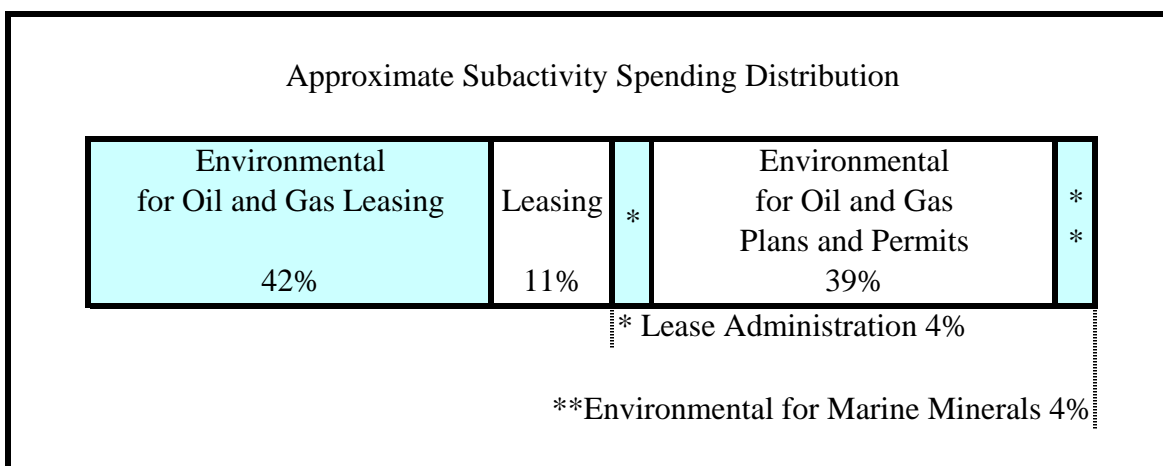 Approximate Subactivity Spending Distribution
Environmental
for Oil and Gas Leasing
42%
Leasing
11%
*
Environmental
for Oil and Gas
Plans and Permits
39%
*
*
* Lease Administration 4%
**Environmental for Marine Minerals 4%